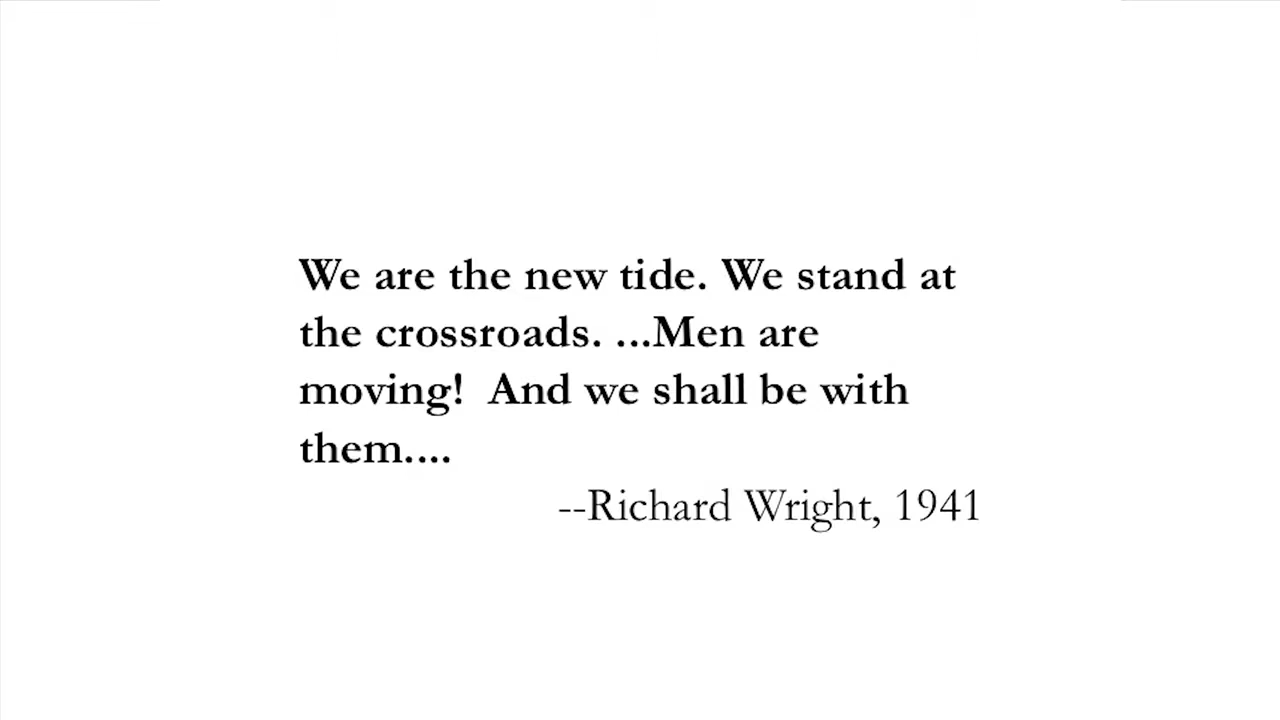 We are the new tide. We stand at
the crossroads. ...Men are
moving!  And we shall be with
them....
--Richard Wright, 1941